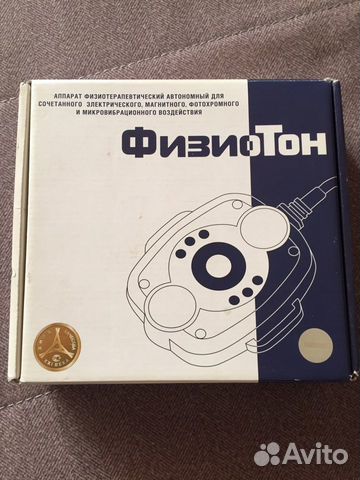 АППАРАТ ФИЗИОТЕРАПЕВТИЧЕСКИЙ АВТОНОМНЫЙ ДЛЯ
СОЧЕТАННОГО ЭЛЕКТРИЧЕСКОГО, МАГНИТНОГО, ФОТОХРОМНОГО
И МИКРОВИБРАЦИОННОГО ВОЗДЕЙСТВИЯ
ФизиоТон
Avito